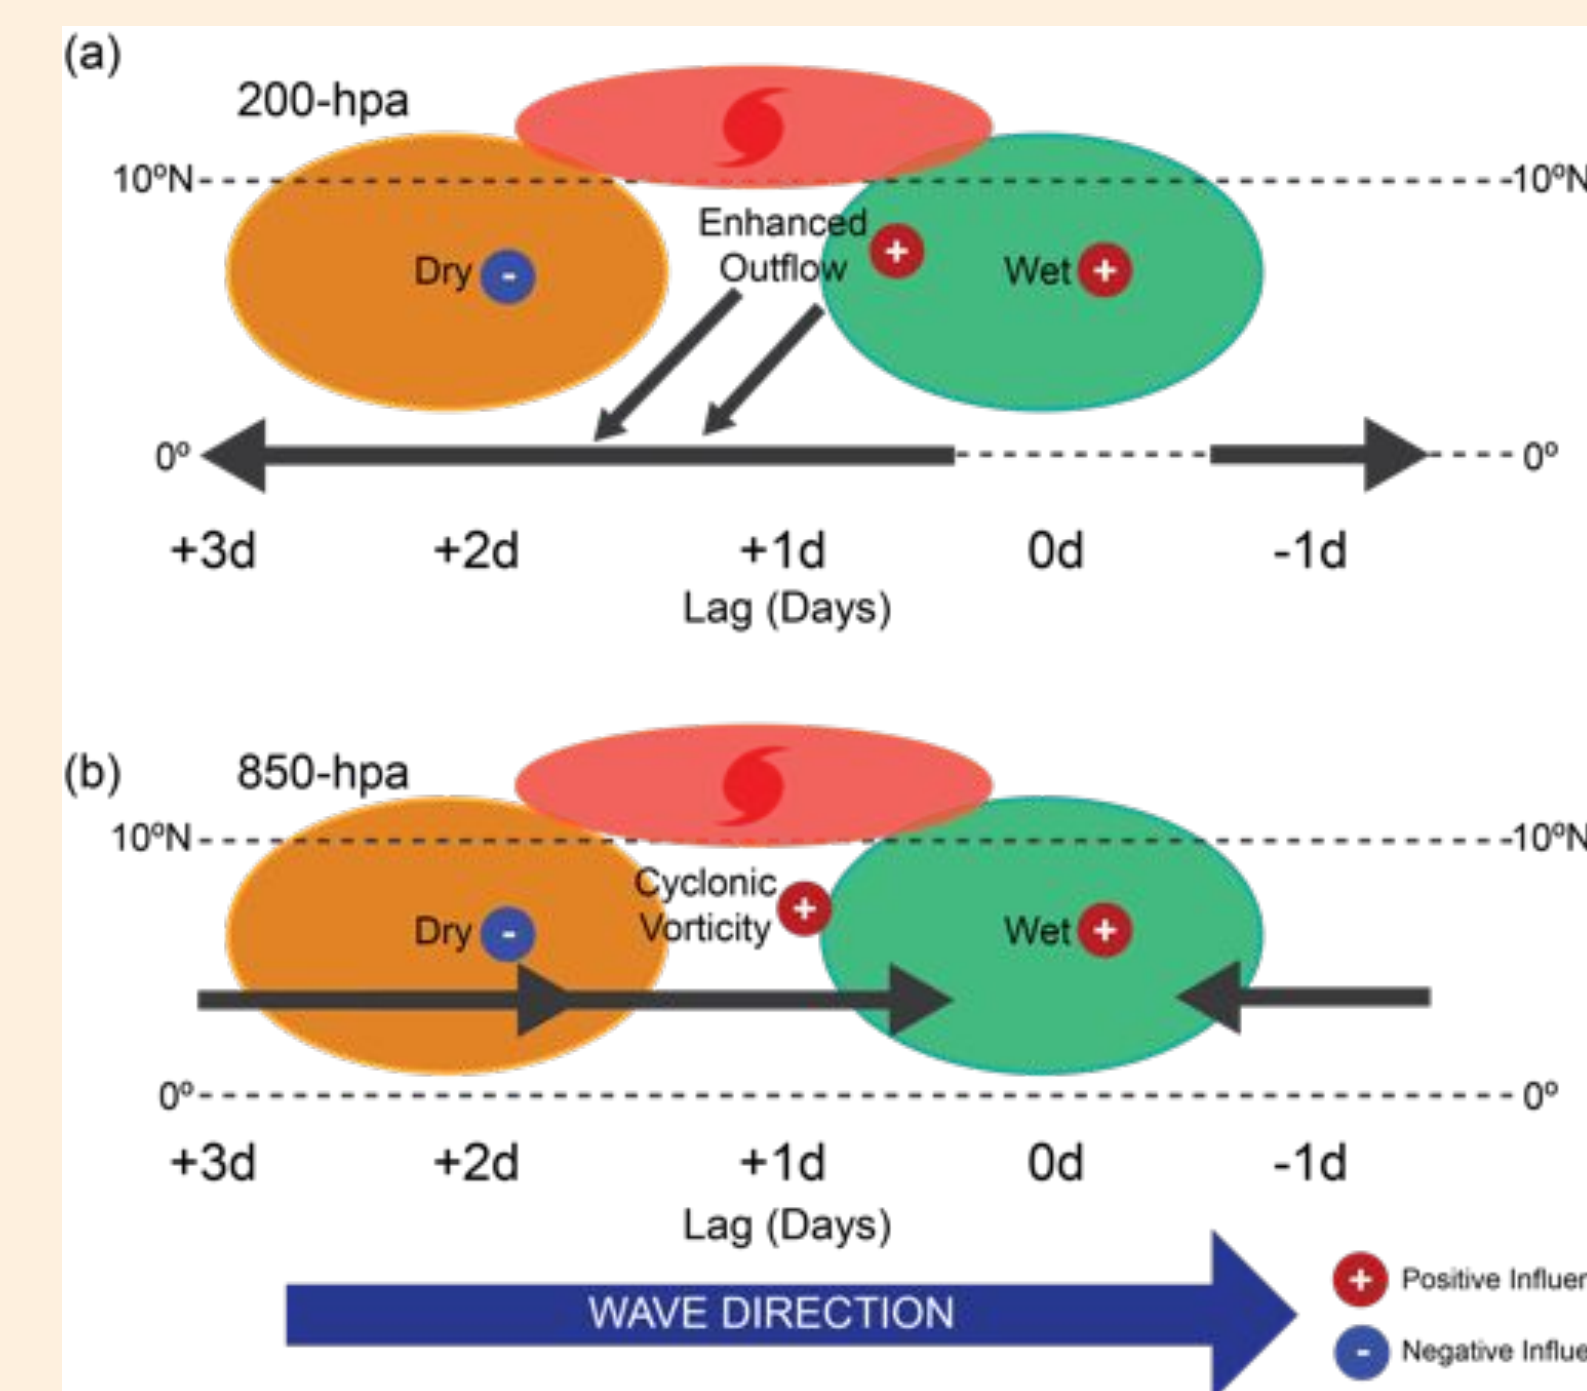 (a)
200-hpa
10ºN
10ºN
Enhanced
Outflow
+
Dry
-
Wet
+
0º
0º
+3d +2d +1d 0d -1d
Lag (Days)
(b)
850-hpa
10ºN
10ºN
Cyclonic
Vorticity
+
Dry
-
Wet
+
0º
0º
+3d +2d +1d 0d -1d
Lag (Days)
WAVE DIRECTION
+ Positive
- Negative